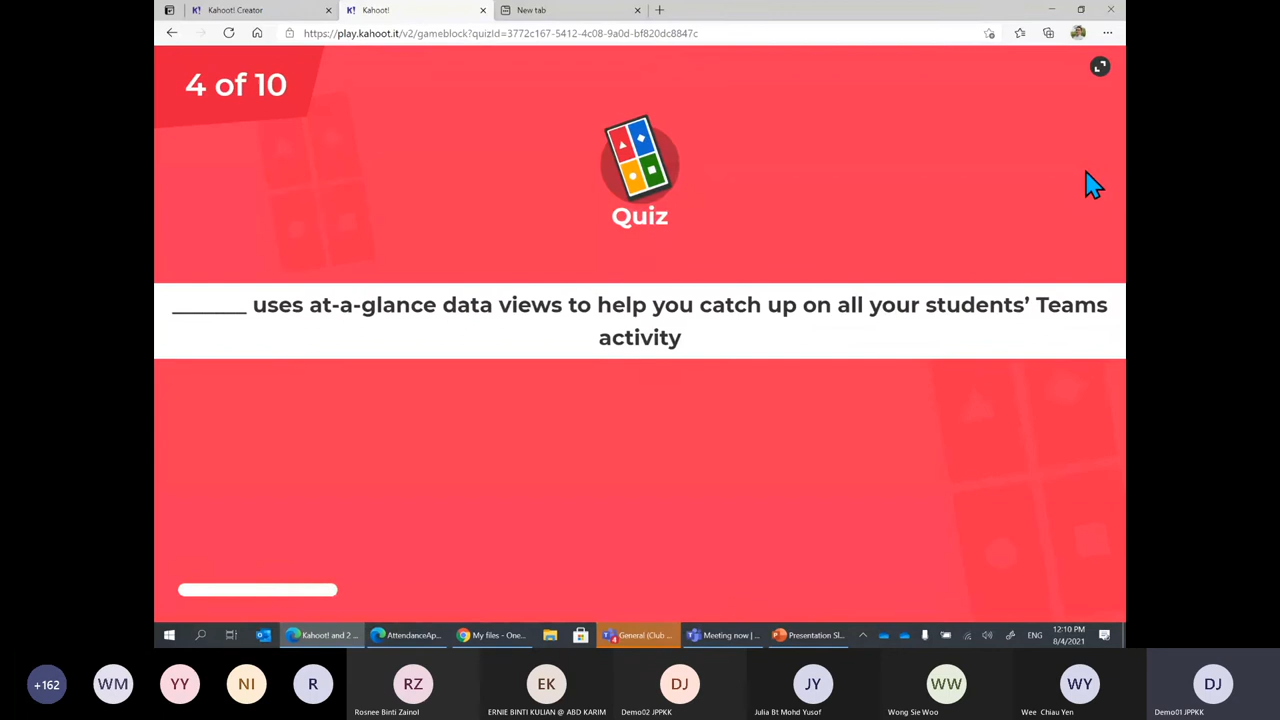 Kahoot! Creator
Kahoot!
New tab
https://play.kahoot.it/v2/gameblock?quizId=3772c167-5412-4c08-9a0d-bf820dc8847c
4 of 10
Quiz
_______ uses at-a-glance data views to help you catch up on all your students’ Teams
activity
Kahoot! and 2 ...
AttendanceAp...
My files - One...
General (Club ...
Meeting now | ...
Presentation Sl...
ENG
12:10 PM
8/4/2021
+162
WM
YY
NI
R
RZ
Rosnee Binti Zainol
EK
ERNIE BINTI KULIAN @ ABD KARIM
DJ
Demo02 JPPKK
JY
Julia Bt Mohd Yusof
WW
Wong Sie Woo
WY
Wee Chiau Yen
DJ
Demo01 JPPKK